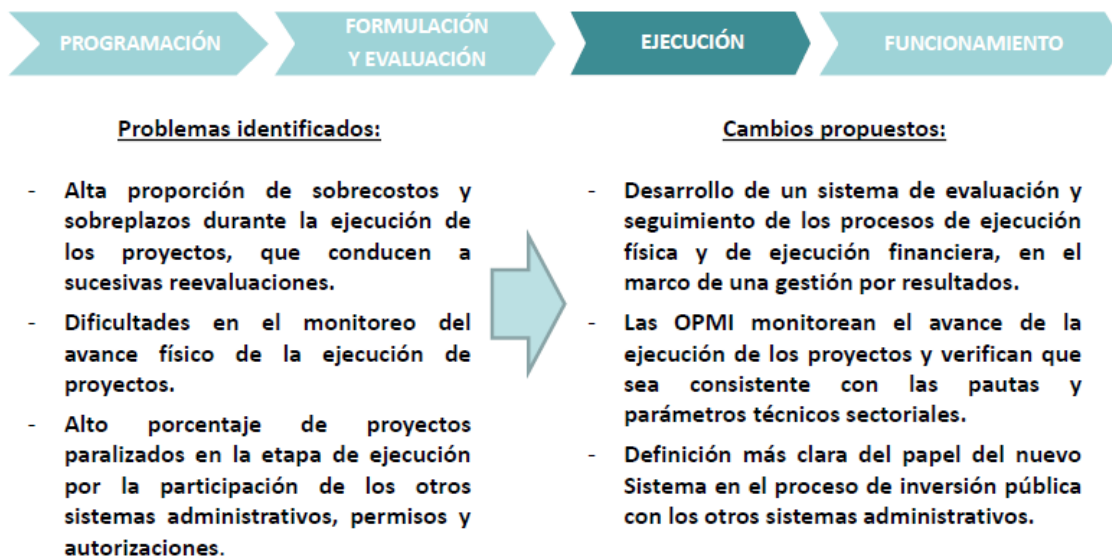 PROGRAMACIÓN
FORMULACIÓN
Y EVALUACIÓN
EJECUCIÓN
FUNCIONAMIENTO
Problemas identificados:
- Alta proporción de sobrecostos y
sobreplazos durante la ejecución de
los proyectos, que conducen a
sucesivas reevaluaciones.
- Dificultades en el monitoreo del
avance físico de la ejecución de
proyectos.
- Alto porcentaje de proyectos
paralizados en la etapa de ejecución
por la participación de los otros
sistemas administrativos, permisos y
autorizaciones.
Cambios propuestos:
- Desarrollo de un sistema de evaluación y
seguimiento de los procesos de ejecución
física y de ejecución financiera, en el
marco de una gestión por resultados.
- Las OPMI monitorean el avance de la
ejecución de los proyectos y verifican que
sea consistente con las pautas y
parámetros técnicos sectoriales.
- Definición más clara del papel del nuevo
Sistema en el proceso de inversión pública
con los otros sistemas administrativos.